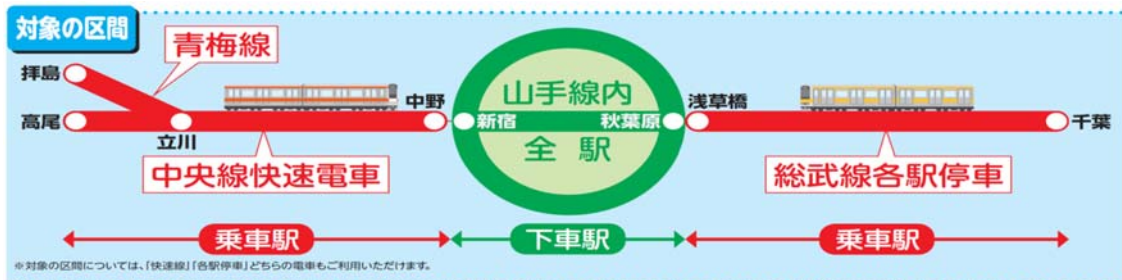 対象の区間
青梅線
拝島
高尾
立川
中野
中央線快速電車
山手線内
新宿
秋葉原
全駅
浅草橋
千葉
総武線各駅停車
乗車駅
下車駅
乗車駅
※対象の区間については、「快速線」「各駅停車」どちらの電車もご利用いただけます。